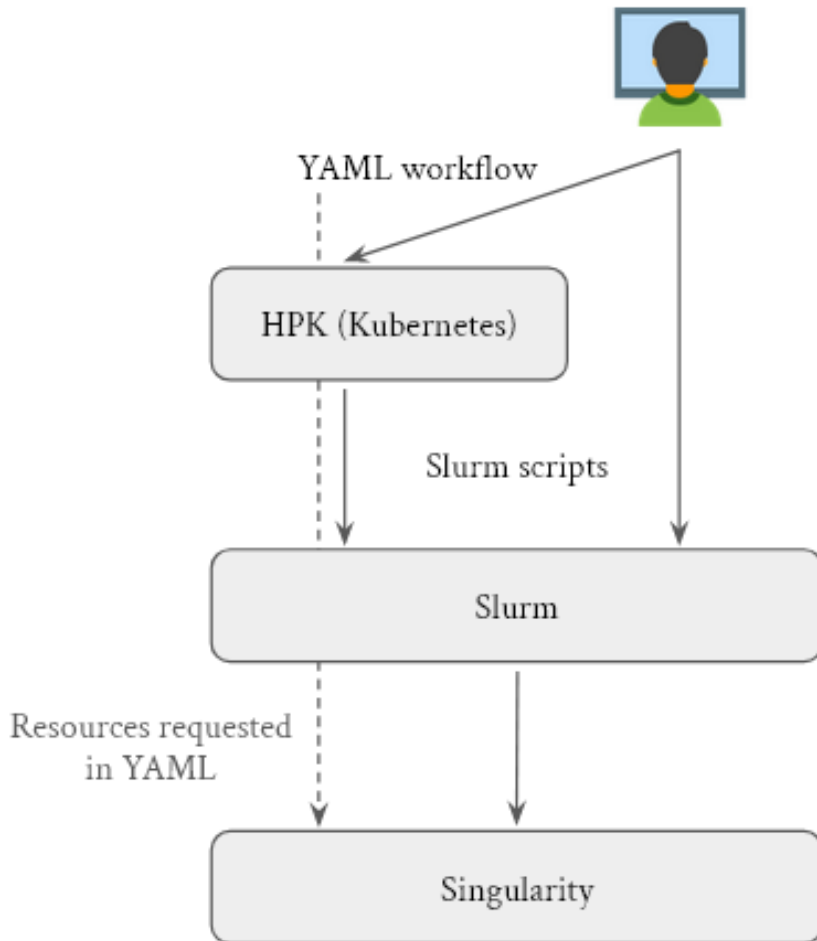 YAML workflow
HPK (Kubernetes)
Slurm scripts
Slurm
Resources requested
in YAML
Singularity